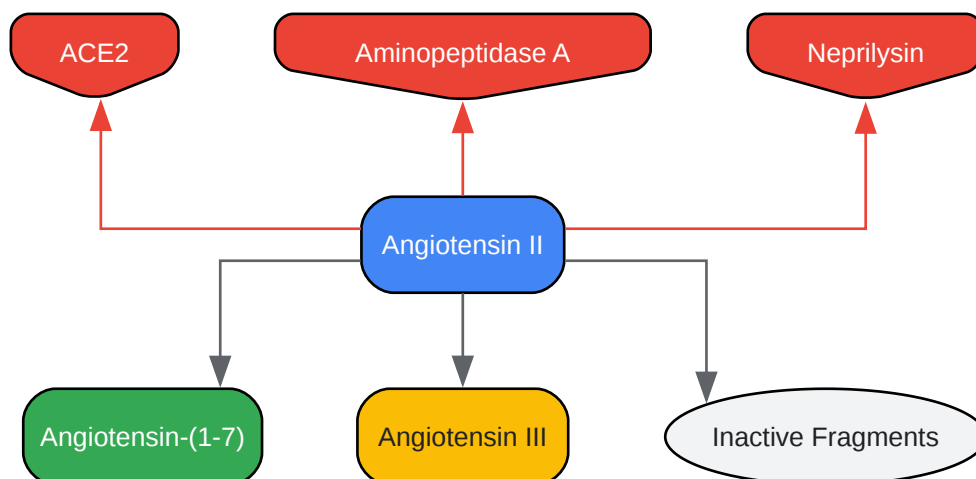 ACE2
Aminopeptidase A
Neprilysin
Angiotensin II
Angiotensin-(1-7)
Angiotensin III
Inactive Fragments